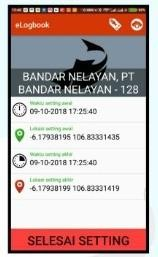 eLogbook
BANDAR NELAYAN, PT
BANDAR NELAYAN - 128
Waktu setting awal
09-10-2018 17:25:40
Lokasi setting awal
-6.17938195 106.83331435
Waktu setting akhir
09-10-2018 17:25:40
Lokasi setting akhir
-6.17938199 106.83331419
SELESAI SETTING